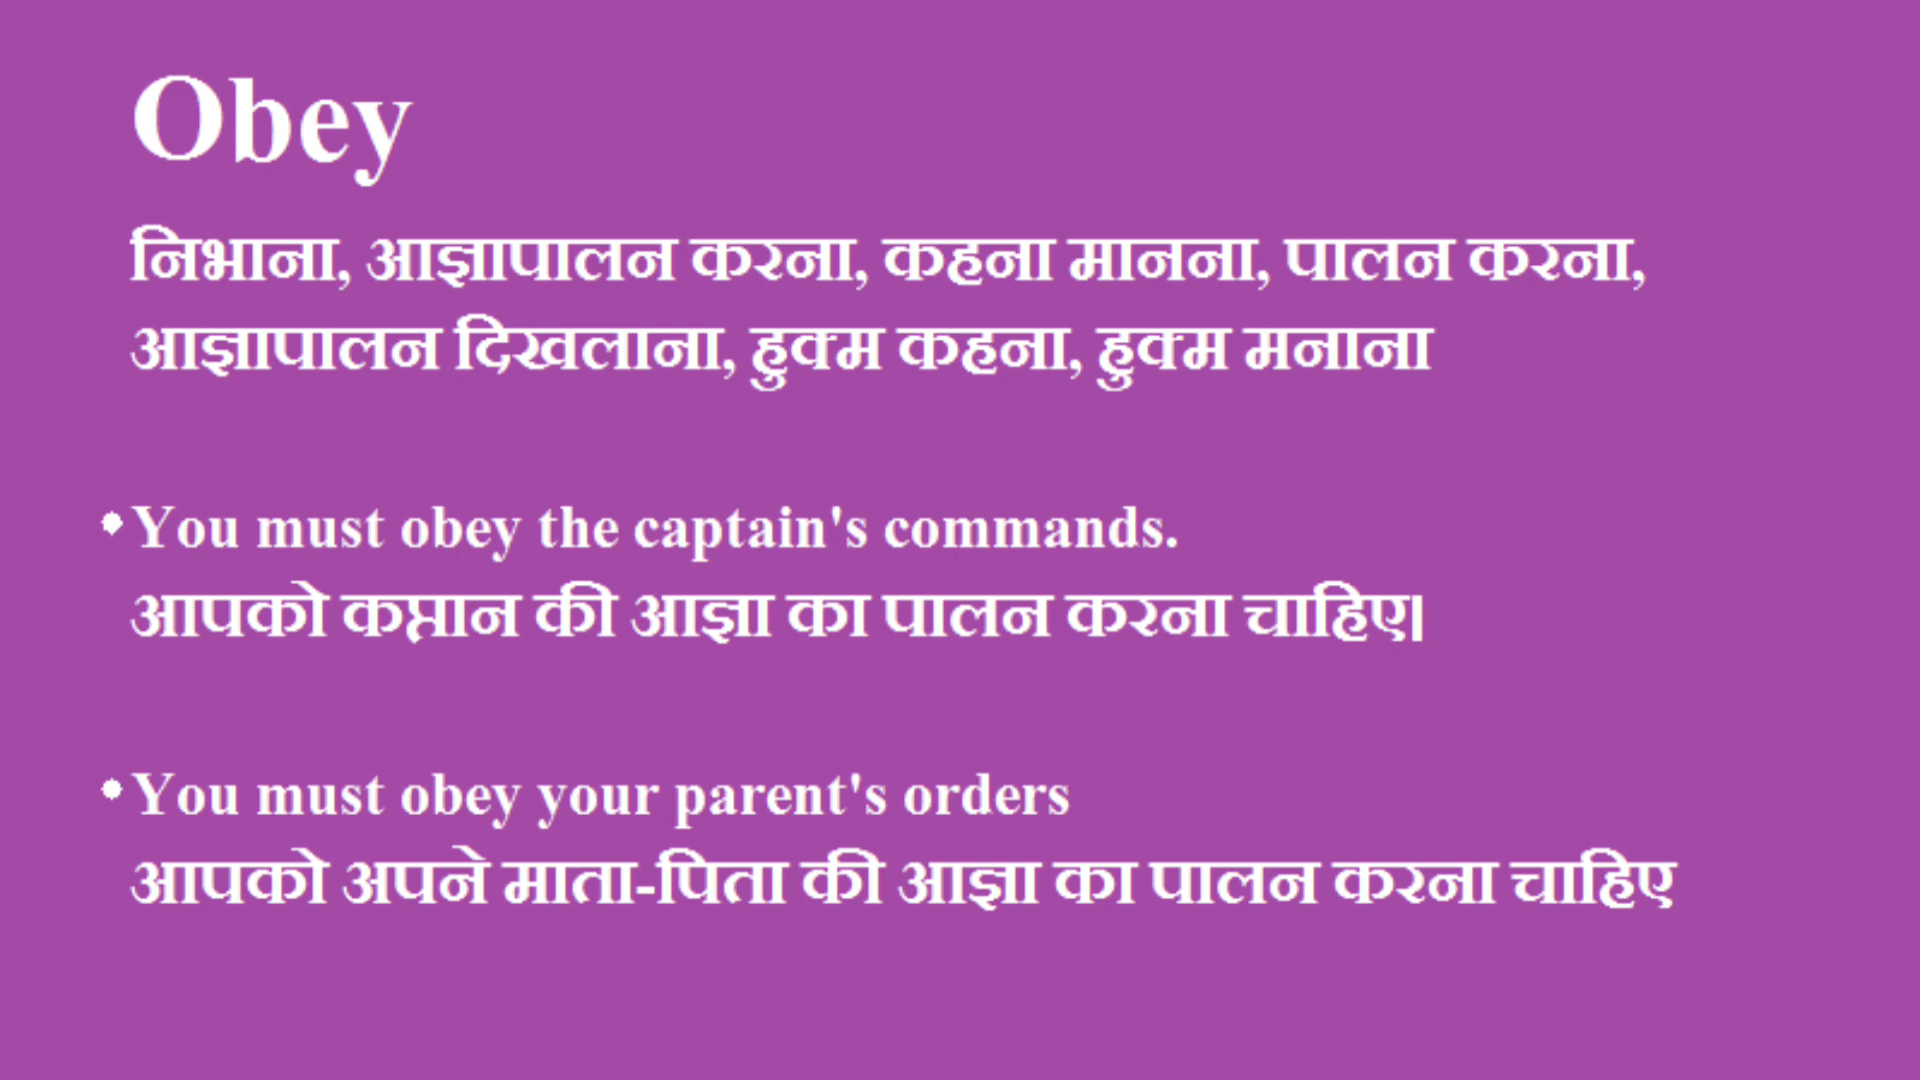 Obey
निभाना, आज्ञापालन करना, कहना मानना, पालन करना,
आज्ञापालन दिखलाना, हुक्म कहना, हुक्म मनाना
•You must obey the captain's commands.
आपको कप्तान की आज्ञा का पालन करना चाहिए।
•You must obey your parent's orders
आपको अपने माता-पिता की आज्ञा का पालन करना चाहिए